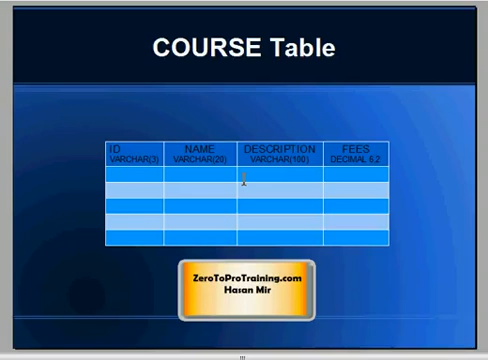 COURSE Table
ID NAME DESCRIPTION FEES
VARCHAR(3) VARCHAR(20) VARCHAR(100) DECIMAL 6,2
ZeroToProTraining.com
Hasan Mir